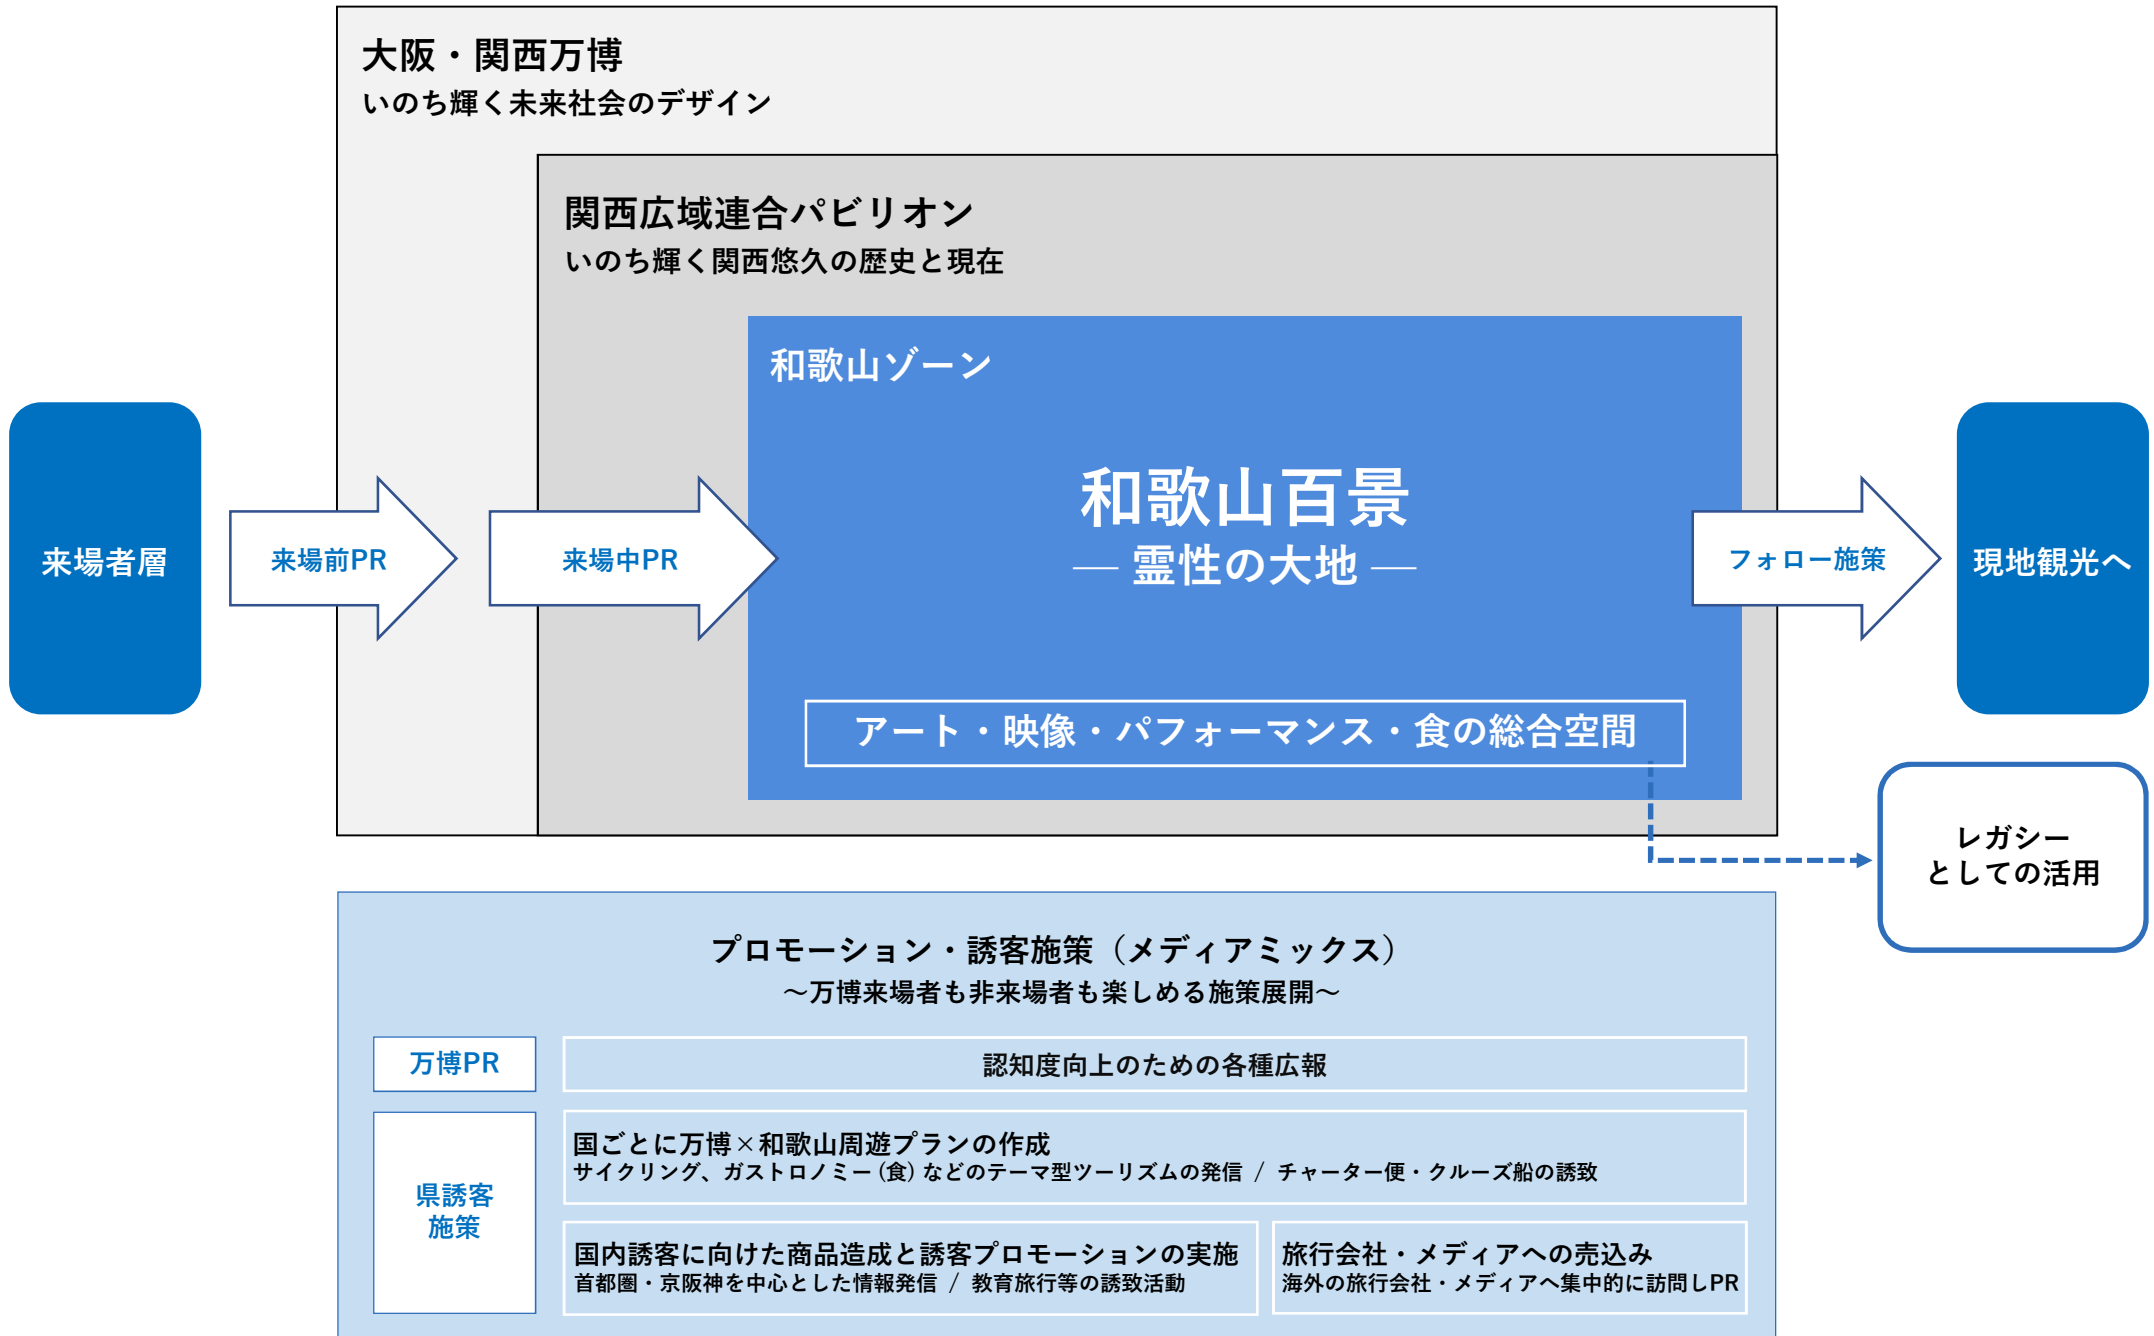 大阪・関西万博
いのち輝く未来社会のデザイン
関西広域連合パビリオン
いのち輝く関西悠久の歴史と現在
和歌山ゾーン
和歌山百景
― 霊性の大地 ―
アート・映像・パフォーマンス・食の総合空間
来場者層
来場前PR
来場中PR
フォロー施策
現地観光へ
レガシー
としての活用
プロモーション・誘客施策（メディアミックス）
～万博来場者も非来場者も楽しめる施策展開～
万博PR
認知度向上のための各種広報
県誘客
施策
国ごとに万博×和歌山周遊プランの作成
サイクリング、ガストロノミー(食)などのテーマ型ツーリズムの発信 / チャーター便・クルーズ船の誘致
国内誘客に向けた商品造成と誘客プロモーションの実施
首都圏・京阪神を中心とした情報発信 / 教育旅行等の誘致活動
旅行会社・メディアへの売込み
海外の旅行会社・メディアへ集中的に訪問しPR